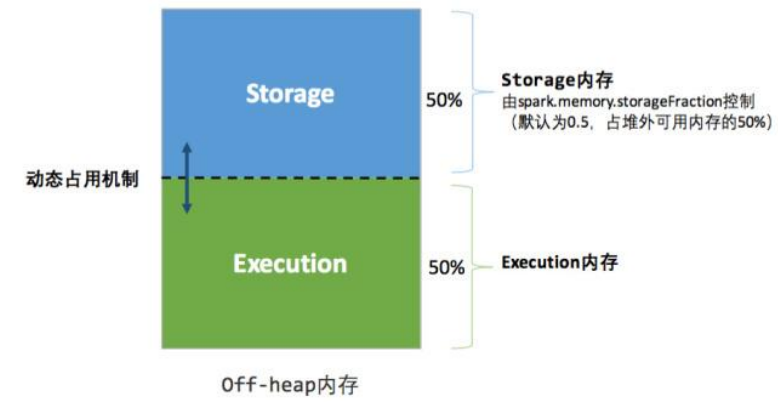 Storage
50%
Storage内存
由spark.memory.storageFraction控制
（默认为0.5，占堆外可用内存的50%）
动态占用机制
Execution
50%
Execution内存
Off-heap内存